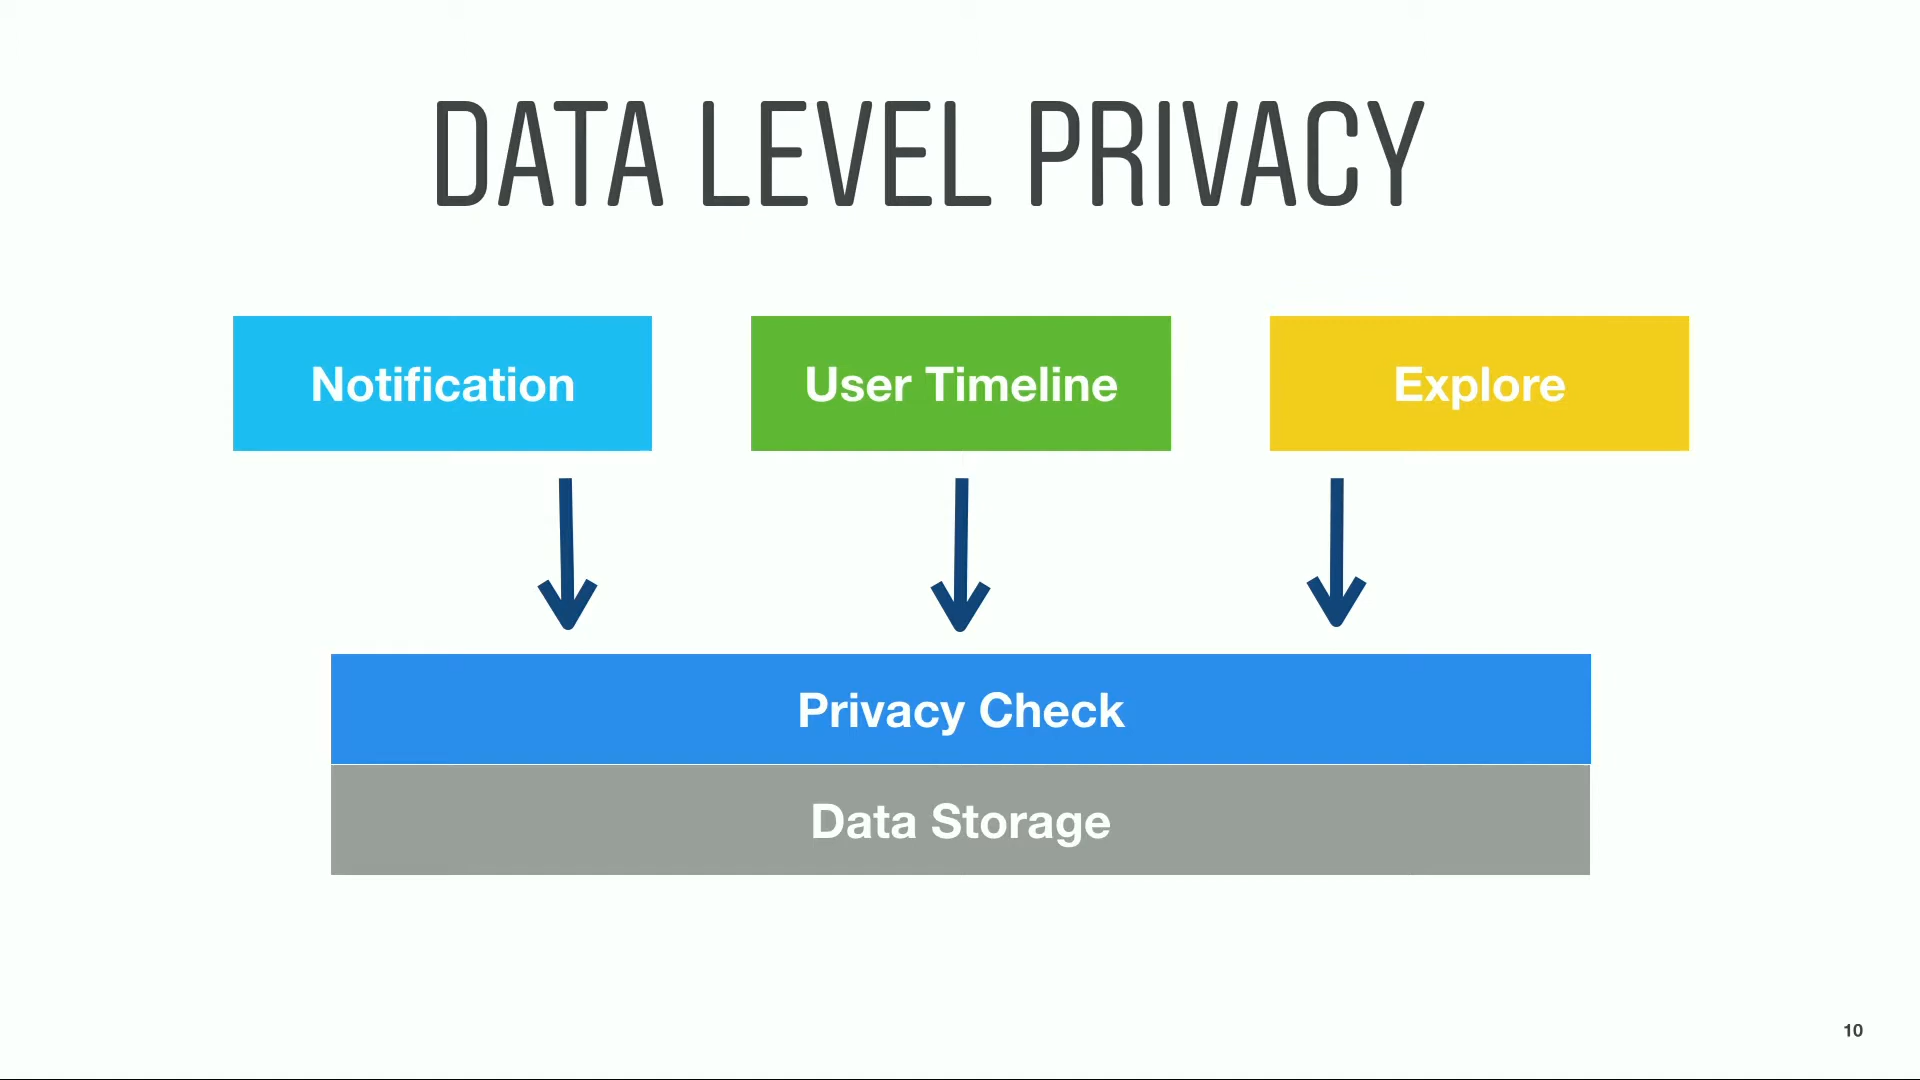 DATA LEVEL PRIVACY
Notification
User Timeline
Explore
Privacy Check
Data Storage
10